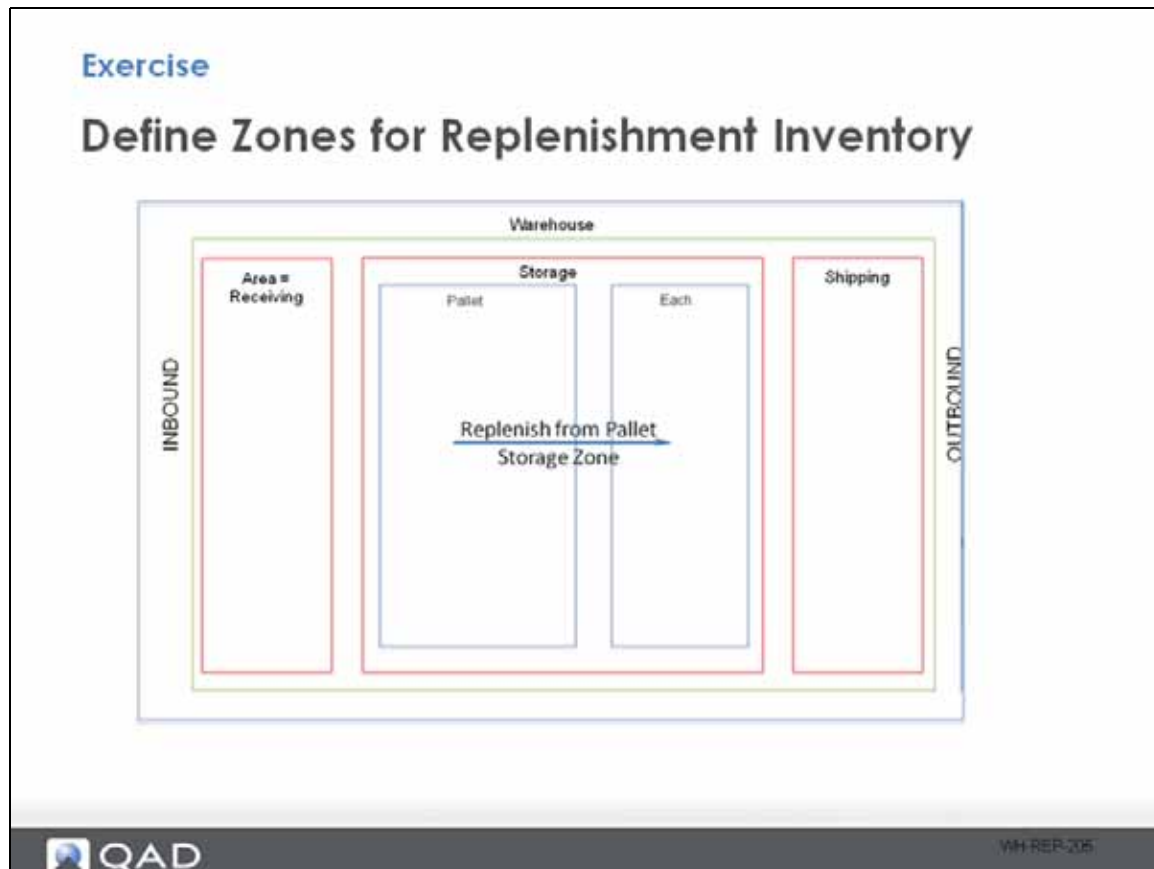 Exercise
Define Zones for Replenishment Inventory
Warehouse
Area =
Receiving
Storage
Shipping
Pallet
Each
INBOUND
Replenish from Pallet
Storage Zone
OUTBOUND
QAD
WH-REP-205